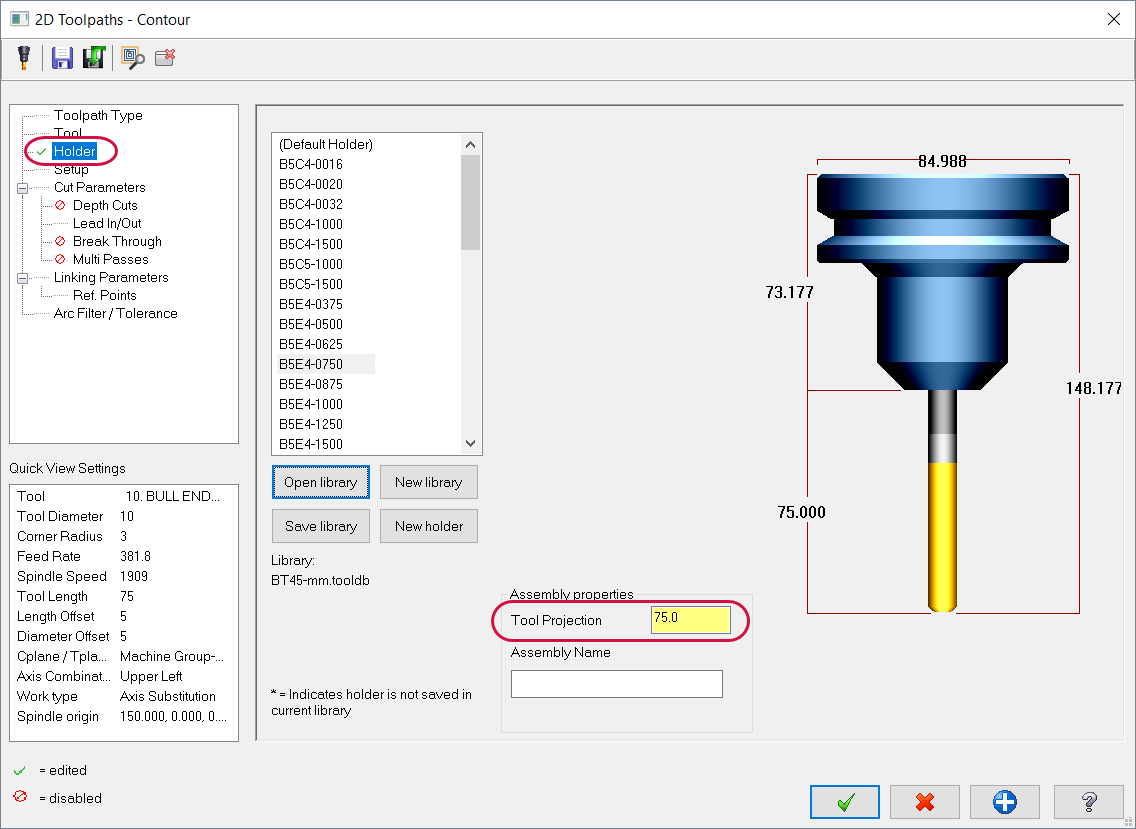 2D Toolpaths - Contour
Toolpath Type
Tool
Holder
Setup
Cut Parameters
Depth Cuts
Lead In/Out
Break Through
Multi Passes
Linking Parameters
Ref. Points
Arc Filter / Tolerance
Quick View Settings
Tool 10. BULL END...
Tool Diameter 10
Corner Radius 3
Feed Rate 381.8
Spindle Speed 1909
Tool Length 75
Length Offset 5
Diameter Offset 5
Cplane / Tpla... Machine Group-...
Axis Combinat... Upper Left
Work type Axis Substitution
Spindle origin 150.000, 0.000, 0....
= edited
= disabled
(Default Holder)
B5C4-0016
B5C4-0020
B5C4-0032
B5C4-1000
B5C4-1500
B5C5-1000
B5C5-1500
B5E4-0375
B5E4-0500
B5E4-0625
B5E4-0750
B5E4-0875
B5E4-1000
B5E4-1250
B5E4-1500
Open library New library
Save library New holder
Library:
BT45-mm.tooldb
* = Indicates holder is not saved in
current library
Assembly properties
Tool Projection 75.0
Assembly Name
84.988
73.177
148.177
75.000